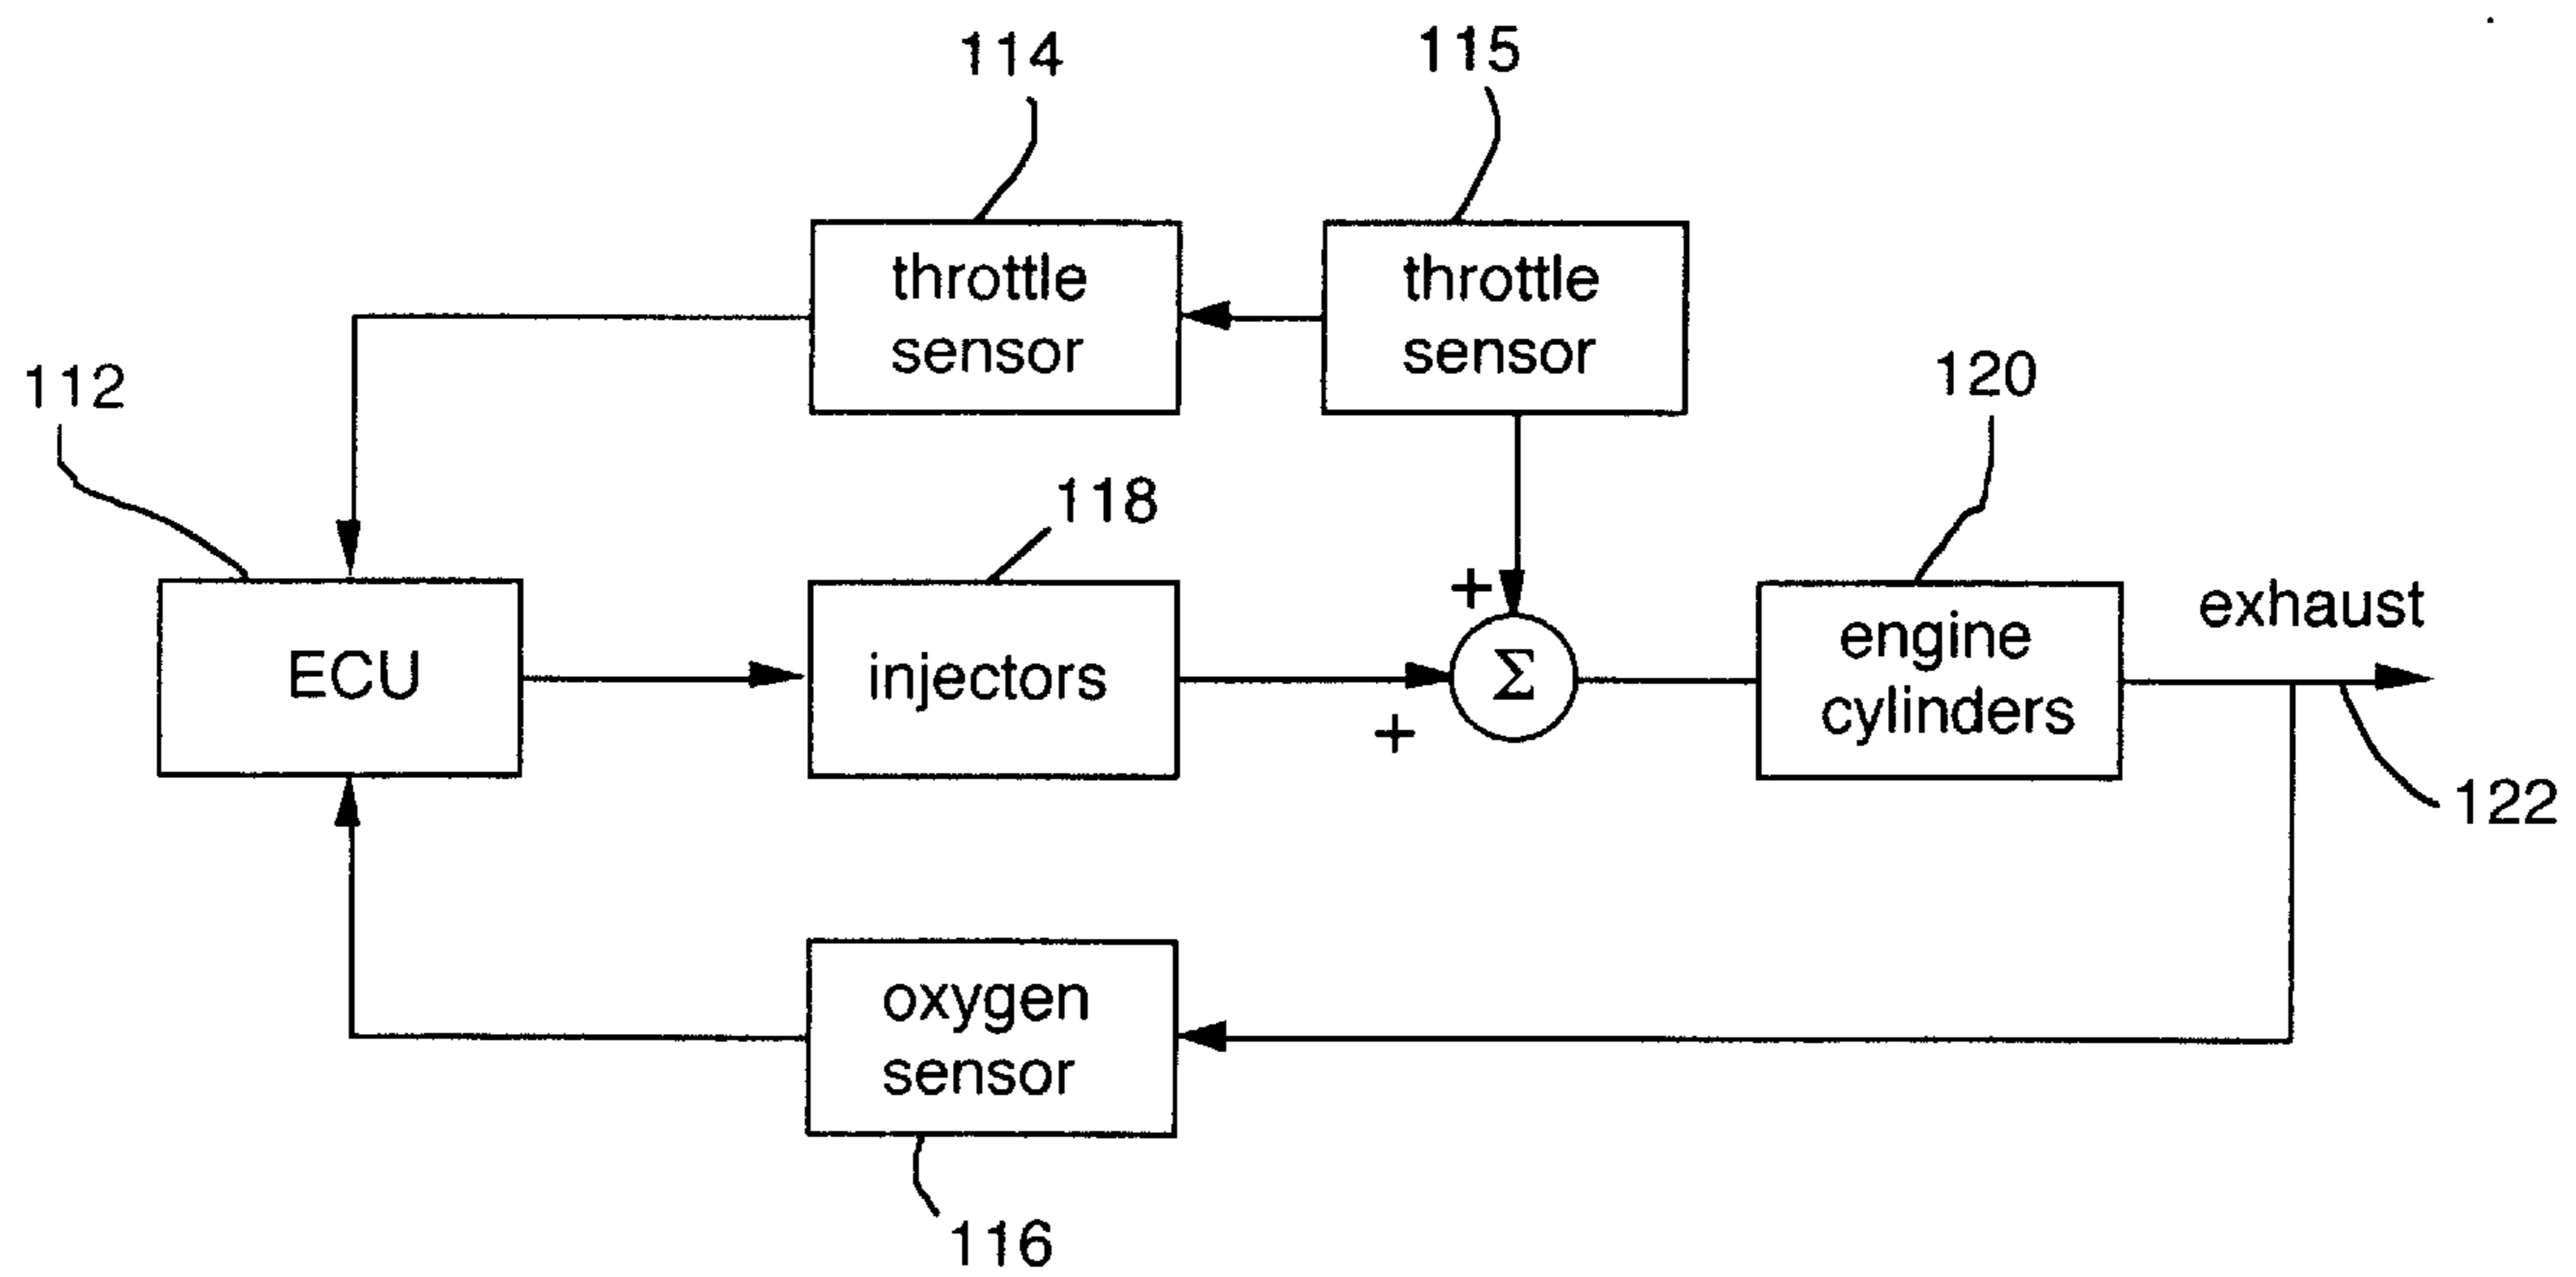 114
115
throttle
sensor
throttle
sensor
112
120
118
+
exhaust
ECU
injectors
Σ
engine
cylinders
+
122
oxygen
sensor
116